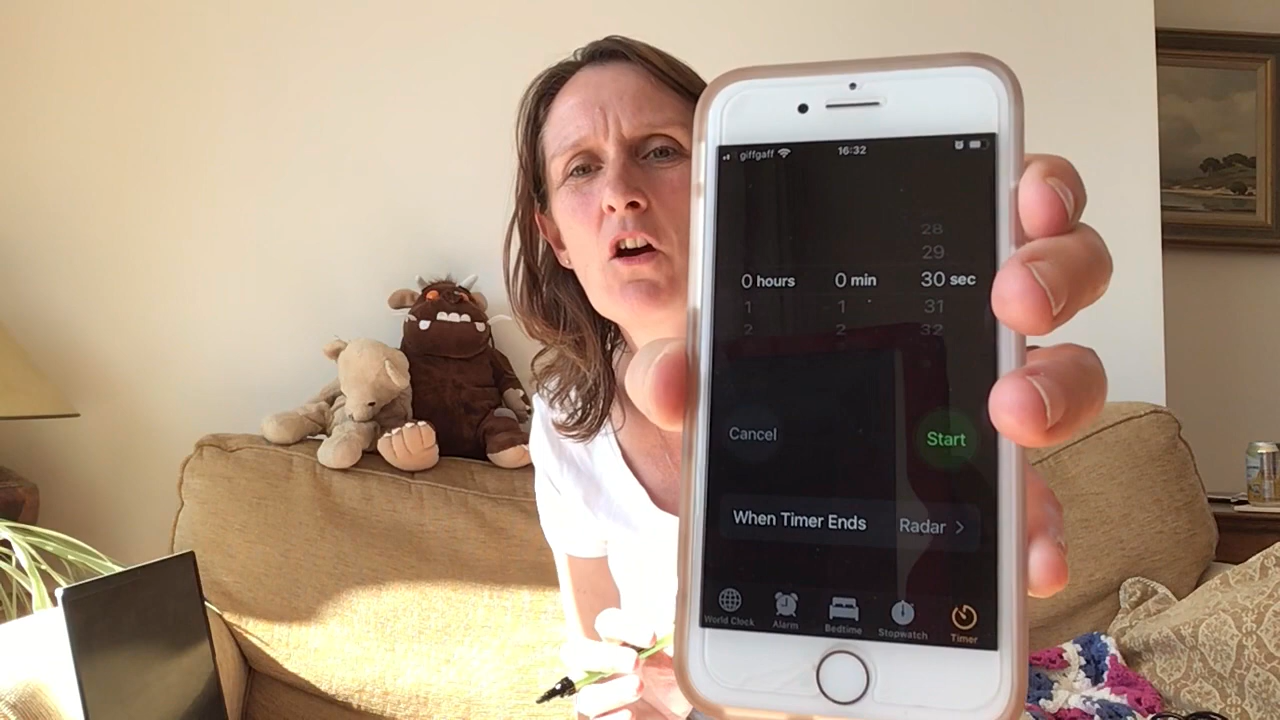 giffgaff 16:32
28
29
0 hours 0 min 30 sec
1 1 31
2 2 32
Cancel Start
When Timer Ends Radar >
World Clock Alarm Bedtime Stopwatch Timer